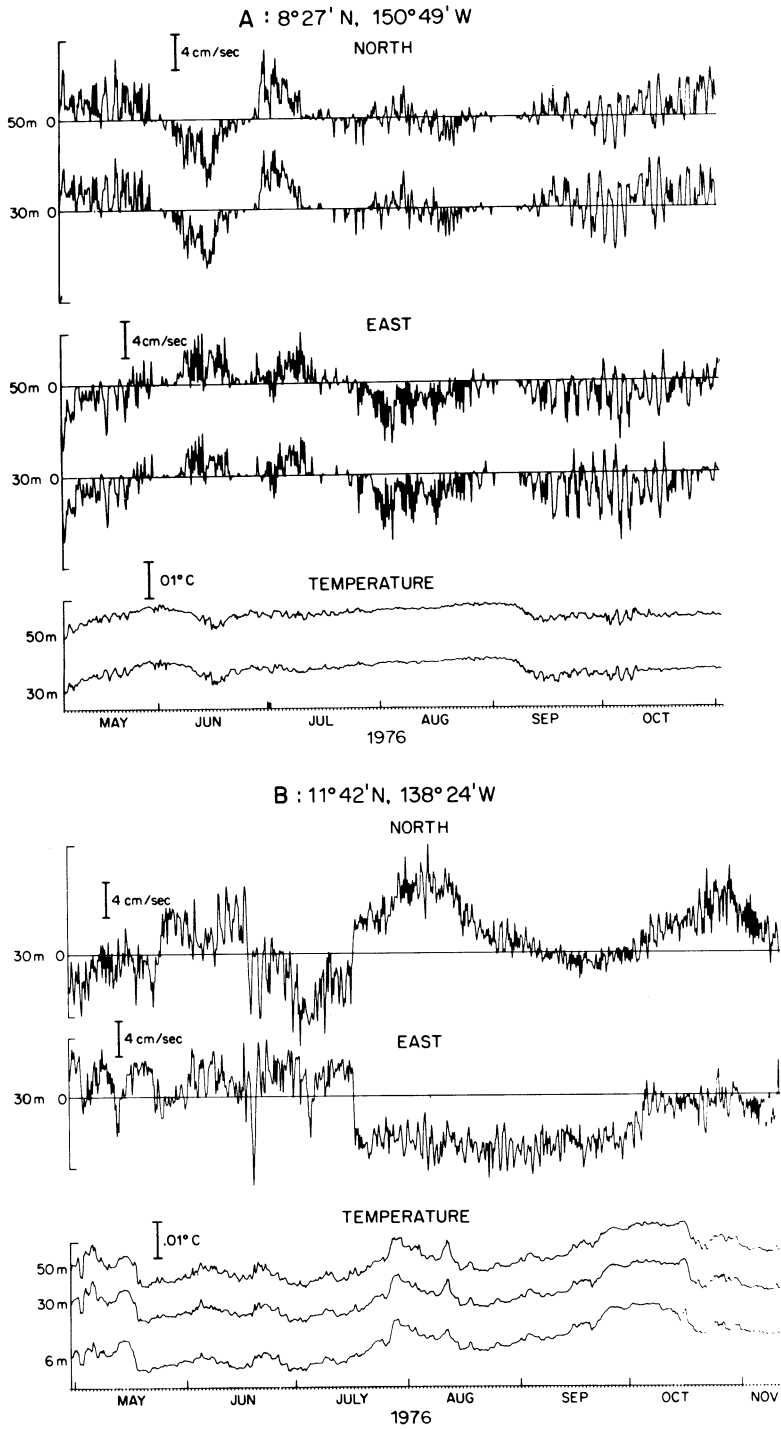 A : 8°27' N, 150°49' W
NORTH
4 cm/sec
50m 0
30m 0
EAST
4cm/sec
50m 0
30m 0
01°C
TEMPERATURE
50m
30m
MAY JUN JUL AUG SEP OCT
1976
B : 11°42'N, 138°24'W
NORTH
4 cm/sec
30m 0
4 cm/sec
EAST
30m 0
TEMPERATURE
.01°C
50m
30m
6m
MAY JUN JULY AUG SEP OCT NOV
1976